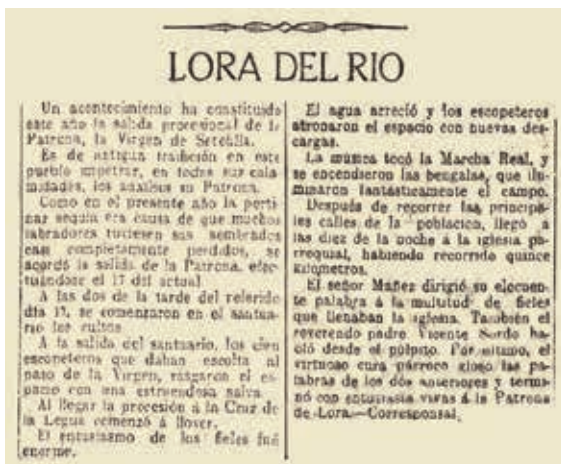 LORA DEL RIO
Un acontecimiento ha constituido
este año la salida procesional de la
Patrona, la Virgen de Setefilla.
Es de antigua tradición en este
pueblo impetrar, en todas sus cala
midades, los auxilios su Patrona.
Como en el presente año la perti
naz sequía era causa de que muchos
labradores tuviesen sus sembrados
casi completamente perdidos, se
acordó la salida de la Patrona, efec
tuándose el 17 del actual
A las dos de la tarde del referido
día 17, se comenzaron en el santua
rio los cultos
A la salida del santuario, los cien
escopeteros que daban escolta al
paso de la Virgen, rasgaron el es
pacio con una estruendosa salva
Al llegar la procesión á la Cruz de
la Legua comenzó á llover.
El entusiasmo de los fieles fué
enorme.
El agua arreció y los escopeteros
atronaron el espacio con nuevas des-
cargas.
La música tocó la Marcha Real, y
se encendieron las bengalas, que ilu-
minaron fantásticamente el campo.
Después de recorrer las principa
les calles de la población, llegó á
las diez de la noche á la iglesia pa-
rroquial, habiendo recorrido quince
kilómetros.
El señor Máñez dirigió su elocuen-
te palabra á la multitud de fieles
que llenaban la iglesia. También el
reverendo padre Vicente Sordo ha-
bló desde el púlpito. Por último, el
virtuoso cura párroco glosó las pa-
labras de los dos anteriores y termi-
nó con entusiasta vivas á la Patrona
de Lora.—Corresponsal.